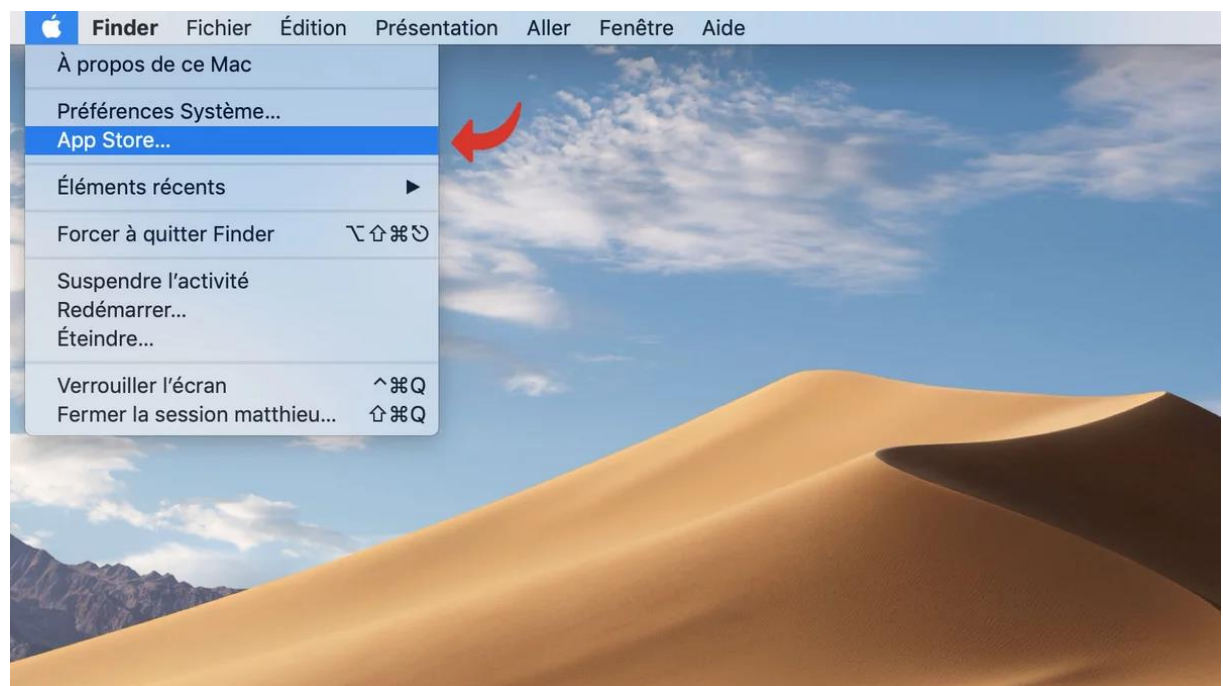 Finder Fichier Édition Présentation Aller Fenêtre Aide
À propos de ce Mac
Préférences Système...
App Store...
Éléments récents ▶
Forcer à quitter Finder ⌥⇧⌘⎋
Suspendre l'activité
Redémarrer...
Éteindre...
Verrouiller l'écran ^⌘Q
Fermer la session matthieu... ⇧⌘Q